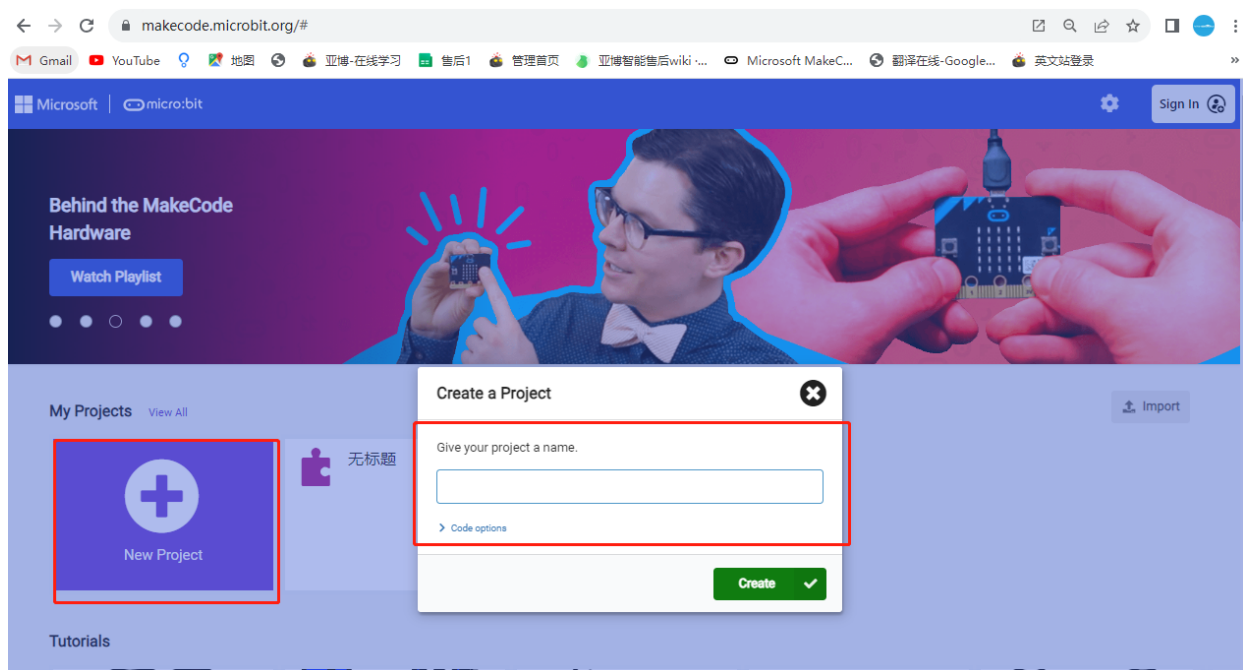 makecode.microbit.org/#
Gmail YouTube 地图 亚博-在线学习 售后1 管理首页 亚博智能售后wiki ·... Microsoft MakeC... 翻译在线-Google... 英文站登录 »
Microsoft micro:bit Sign In
Behind the MakeCode
Hardware
Watch Playlist
Create a Project
My Projects View All
Import
Give your project a name.
无标题
Code options
New Project
Create
Tutorials